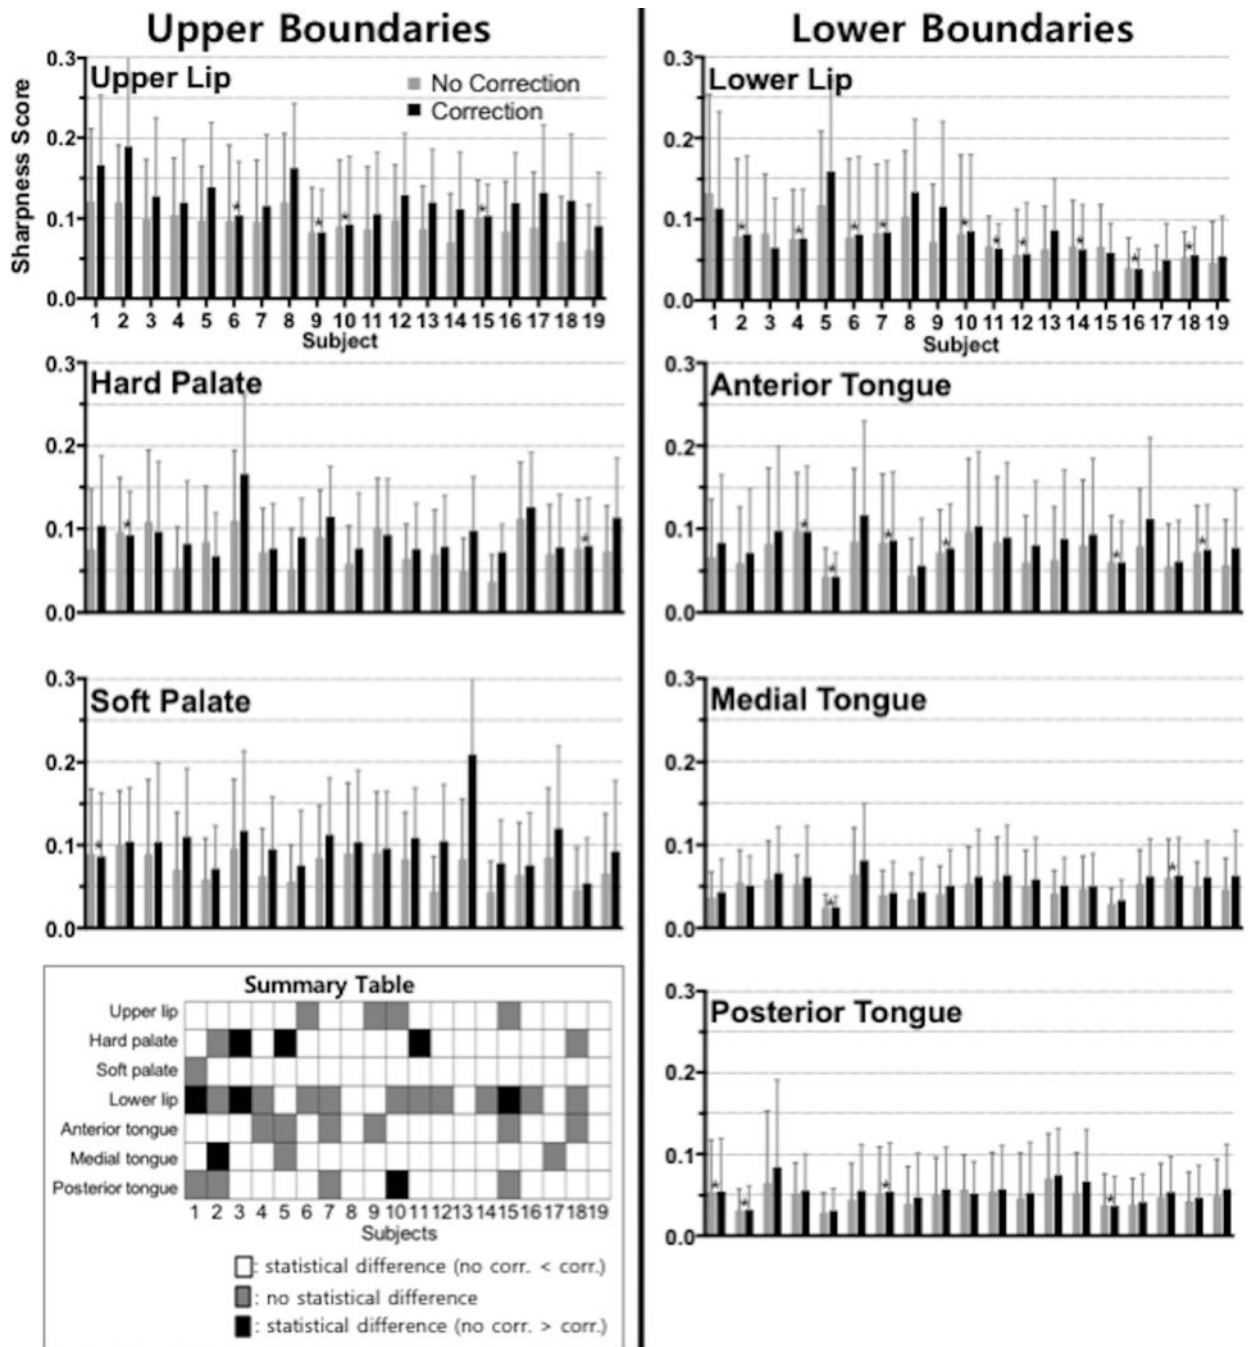 Upper Boundaries
Sharpness Score
0.3
0.2
0.1
0.0
Upper Lip
No Correction
Correction
* * * *
1 2 3 4 5 6 7 8 9 10 11 12 13 14 15 16 17 18 19
Subject
0.3
0.2
0.1
0.0
Hard Palate
* *
0.3
0.2
0.1
0.0
Soft Palate
*
Summary Table
Upper lip
Hard palate
Soft palate
Lower lip
Anterior tongue
Medial tongue
Posterior tongue
1 2 3 4 5 6 7 8 9 10 11 12 13 14 15 16 17 18 19
Subjects
: statistical difference (no corr. < corr.)
: no statistical difference
: statistical difference (no corr. > corr.)
Lower Boundaries
0.3
0.2
0.1
0.0
Lower Lip
* * * * * * * * * *
1 2 3 4 5 6 7 8 9 10 11 12 13 14 15 16 17 18 19
Subject
0.3
0.2
0.1
0.0
Anterior Tongue
* * * * * *
0.3
0.2
0.1
0.0
Medial Tongue
* *
0.3
0.2
0.1
0.0
Posterior Tongue
* * * *